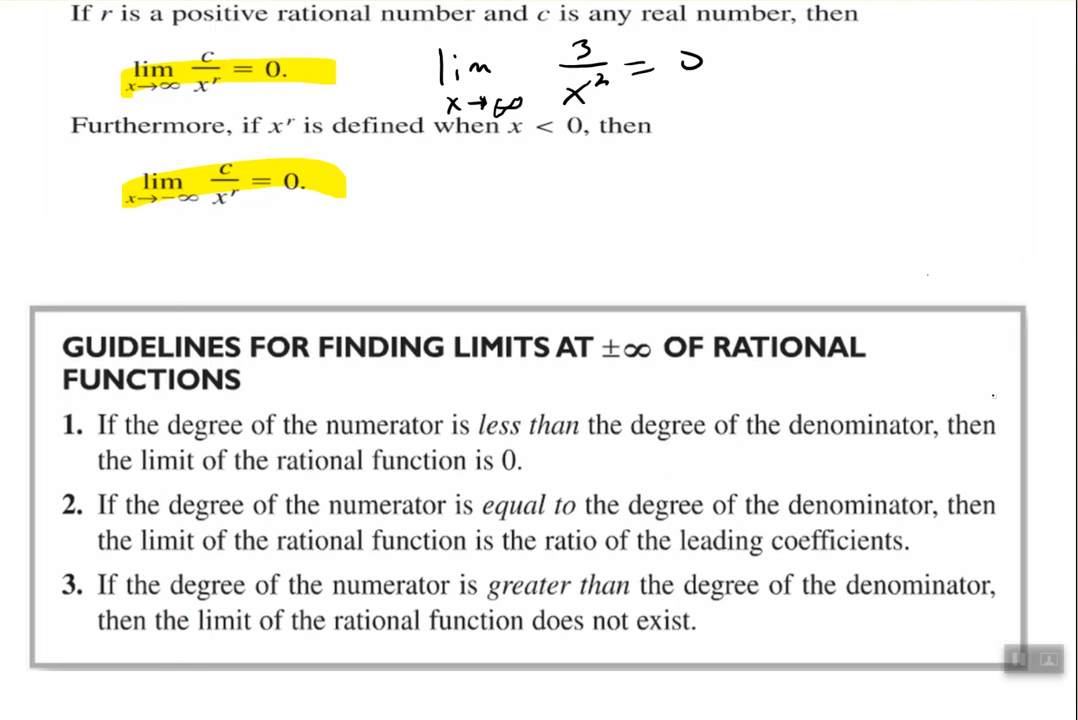 If r is a positive rational number and c is any real number, then
lim x→∞ c/xʳ = 0.
lim x→∞ 3/x² = 0
Furthermore, if xʳ is defined when x < 0, then
lim x→−∞ c/xʳ = 0.
GUIDELINES FOR FINDING LIMITS AT ±∞ OF RATIONAL
FUNCTIONS
1. If the degree of the numerator is less than the degree of the denominator, then
the limit of the rational function is 0.
2. If the degree of the numerator is equal to the degree of the denominator, then
the limit of the rational function is the ratio of the leading coefficients.
3. If the degree of the numerator is greater than the degree of the denominator,
then the limit of the rational function does not exist.